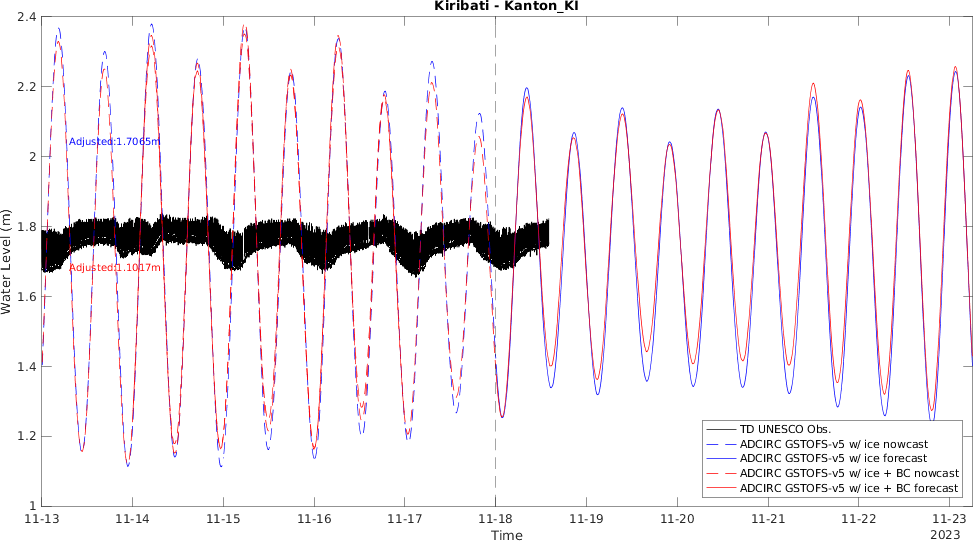 Kiribati - Kanton_KI
2.4
2.2
2
1.8
1.6
1.4
1.2
1
Water Level (m)
Adjusted:1.7065m
Adjusted:1.1017m
TD UNESCO Obs.
ADCIRC GSTOFS-v5 w/ ice nowcast
ADCIRC GSTOFS-v5 w/ ice forecast
ADCIRC GSTOFS-v5 w/ ice + BC nowcast
ADCIRC GSTOFS-v5 w/ ice + BC forecast
11-13 11-14 11-15 11-16 11-17 11-18 11-19 11-20 11-21 11-22 11-23
2023
Time